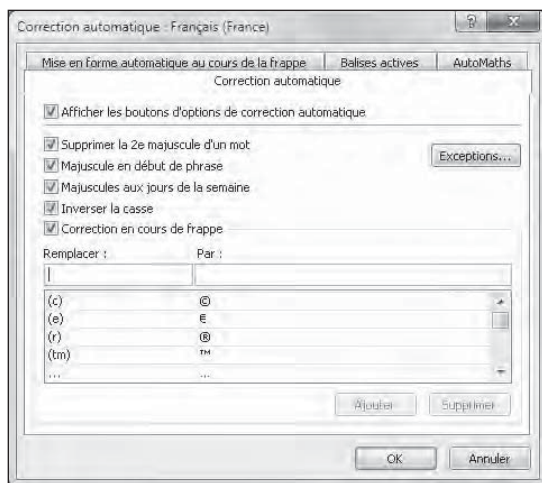 Correction automatique : Français (France)
Mise en forme automatique au cours de la frappe Balises actives AutoMaths
Correction automatique
Afficher les boutons d'options de correction automatique
Supprimer la 2e majuscule d'un mot
Exceptions...
Majuscule en début de phrase
Majuscules aux jours de la semaine
Inverser la casse
Correction en cours de frappe
Remplacer : Par :
(c) ©
(e) €
(r) ®
(tm) ™
... ...
Ajouter Supprimer
OK Annuler